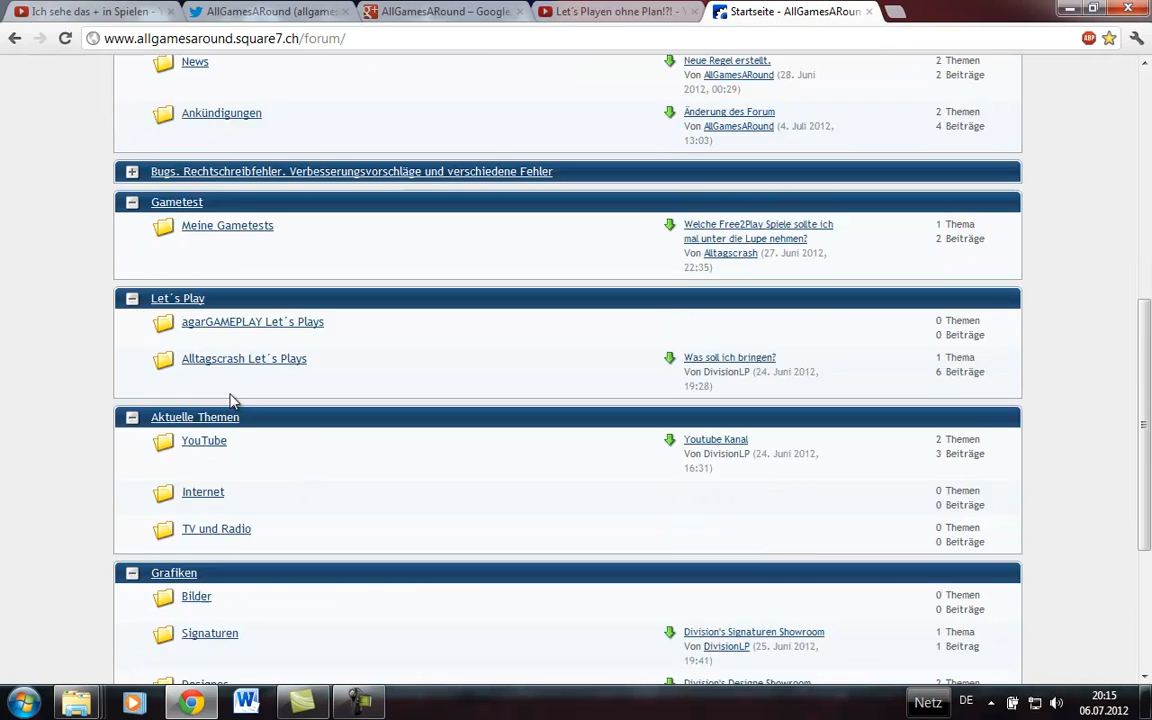 Ich sehe das + in Spielen -
AllGamesARound (allgame
AllGamesARound – Google
Let´s Playen ohne Plan!?! -
Startseite - AllGamesARoun
www.allgamesaround.square7.ch/forum/
ABP
News
Neue Regel erstellt.
2 Themen
Von AllGamesARound (28. Juni
2 Beiträge
2012, 00:29)
Ankündigungen
Änderung des Forum
2 Themen
Von AllGamesARound (4. Juli 2012,
4 Beiträge
13:03)
Bugs, Rechtschreibfehler, Verbesserungsvorschläge und verschiedene Fehler
Gametest
Meine Gametests
Welche Free2Play Spiele sollte ich
1 Thema
mal unter die Lupe nehmen?
2 Beiträge
Von Alltagscrash (27. Juni 2012,
22:35)
Let´s Play
agarGAMEPLAY Let´s Plays
0 Themen
0 Beiträge
Alltagscrash Let´s Plays
Was soll ich bringen?
1 Thema
Von DivisionLP (24. Juni 2012,
6 Beiträge
19:28)
Aktuelle Themen
YouTube
Youtube Kanal
2 Themen
Von DivisionLP (24. Juni 2012,
3 Beiträge
16:31)
Internet
0 Themen
0 Beiträge
TV und Radio
0 Themen
0 Beiträge
Grafiken
Bilder
0 Themen
0 Beiträge
Signaturen
Division's Signaturen Showroom
1 Thema
Von DivisionLP (25. Juni 2012,
1 Beitrag
19:41)
Designes
Division's Designe Showroom
2 Themen
Netz
DE
20:15
06.07.2012